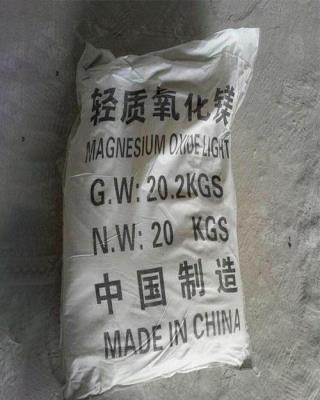 轻质氧化镁
MAGNESIUM OXIDE LIGHT
G.W: 20.2KGS
N.W: 20 KGS
中国制造
MADE IN CHINA